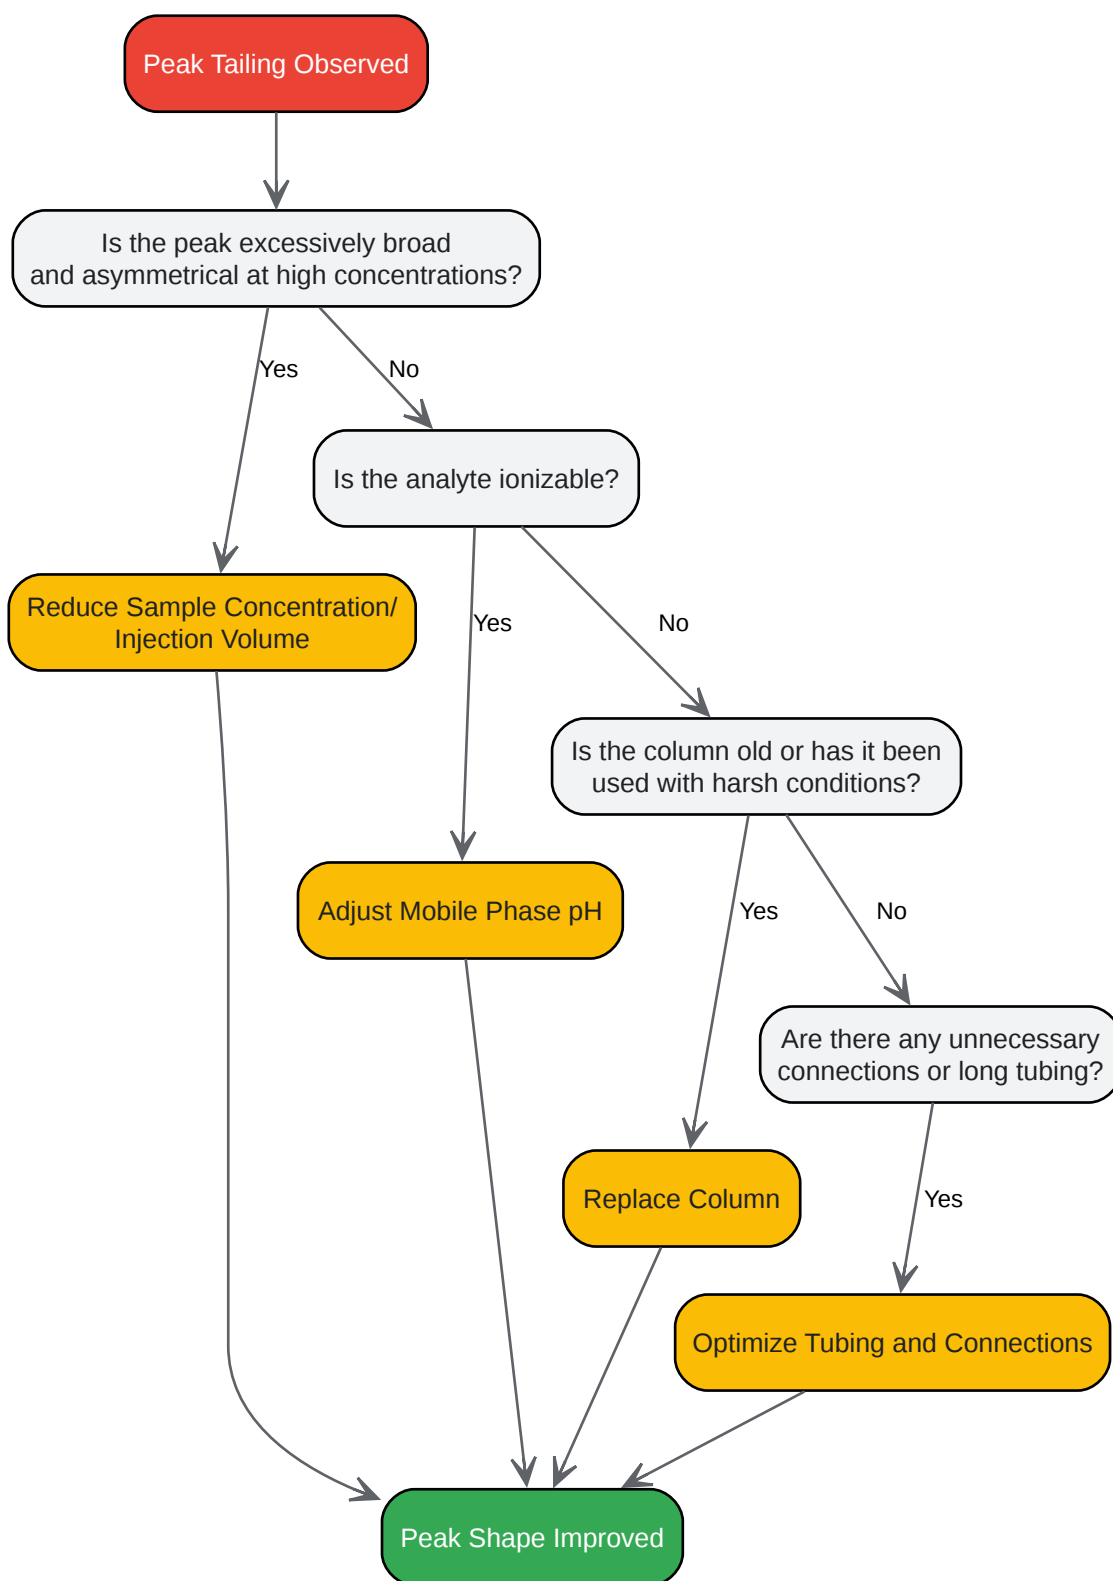 Peak Tailing Observed
Is the peak excessively broad
and asymmetrical at high concentrations?
Yes
No
Is the analyte ionizable?
Reduce Sample Concentration/
Injection Volume
Yes
No
Is the column old or has it been
used with harsh conditions?
Adjust Mobile Phase pH
Yes
No
Are there any unnecessary
connections or long tubing?
Replace Column
Yes
Optimize Tubing and Connections
Peak Shape Improved